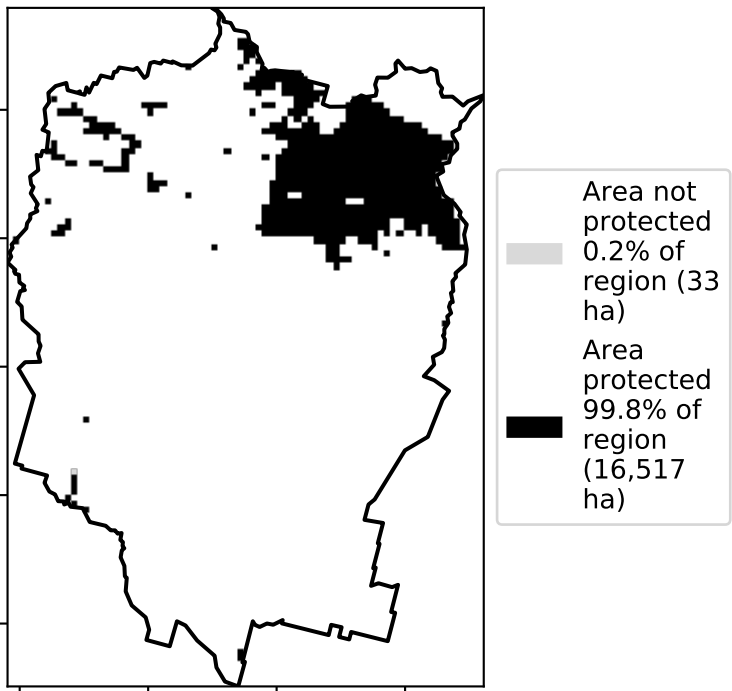 Area not
protected
0.2% of
region (33
ha)
Area
protected
99.8% of
region
(16,517
ha)